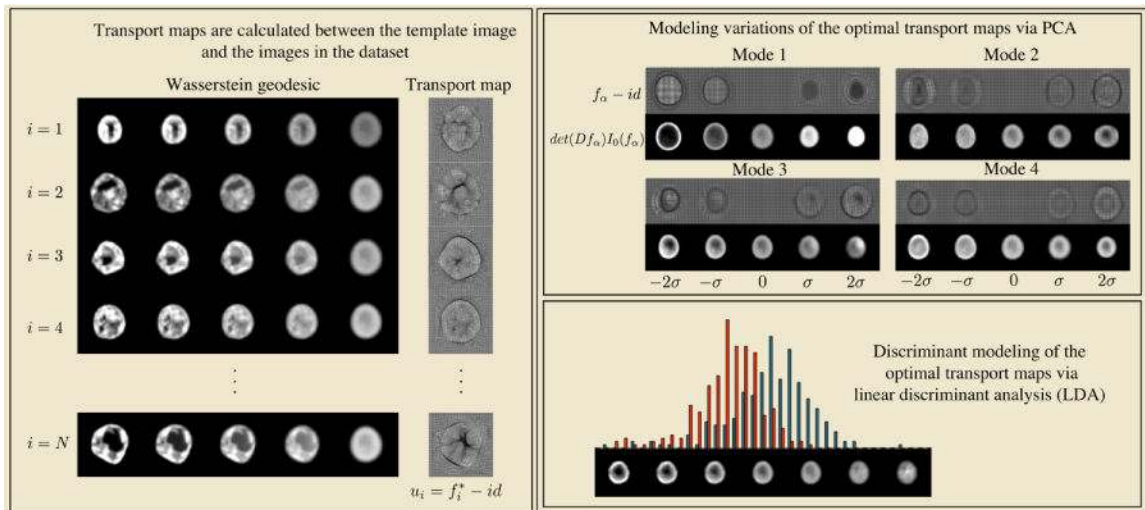 Transport maps are calculated between the template image
and the images in the dataset
Wasserstein geodesic
Transport map
i = 1
i = 2
i = 3
i = 4
⋮ ⋮
i = N
u_i = f_i^* − id
Modeling variations of the optimal transport maps via PCA
Mode 1
Mode 2
f_α − id
det(Df_α)I_0(f_α)
Mode 3
Mode 4
−2σ −σ 0 σ 2σ
−2σ −σ 0 σ 2σ
Discriminant modeling of the
optimal transport maps via
linear discriminant analysis (LDA)